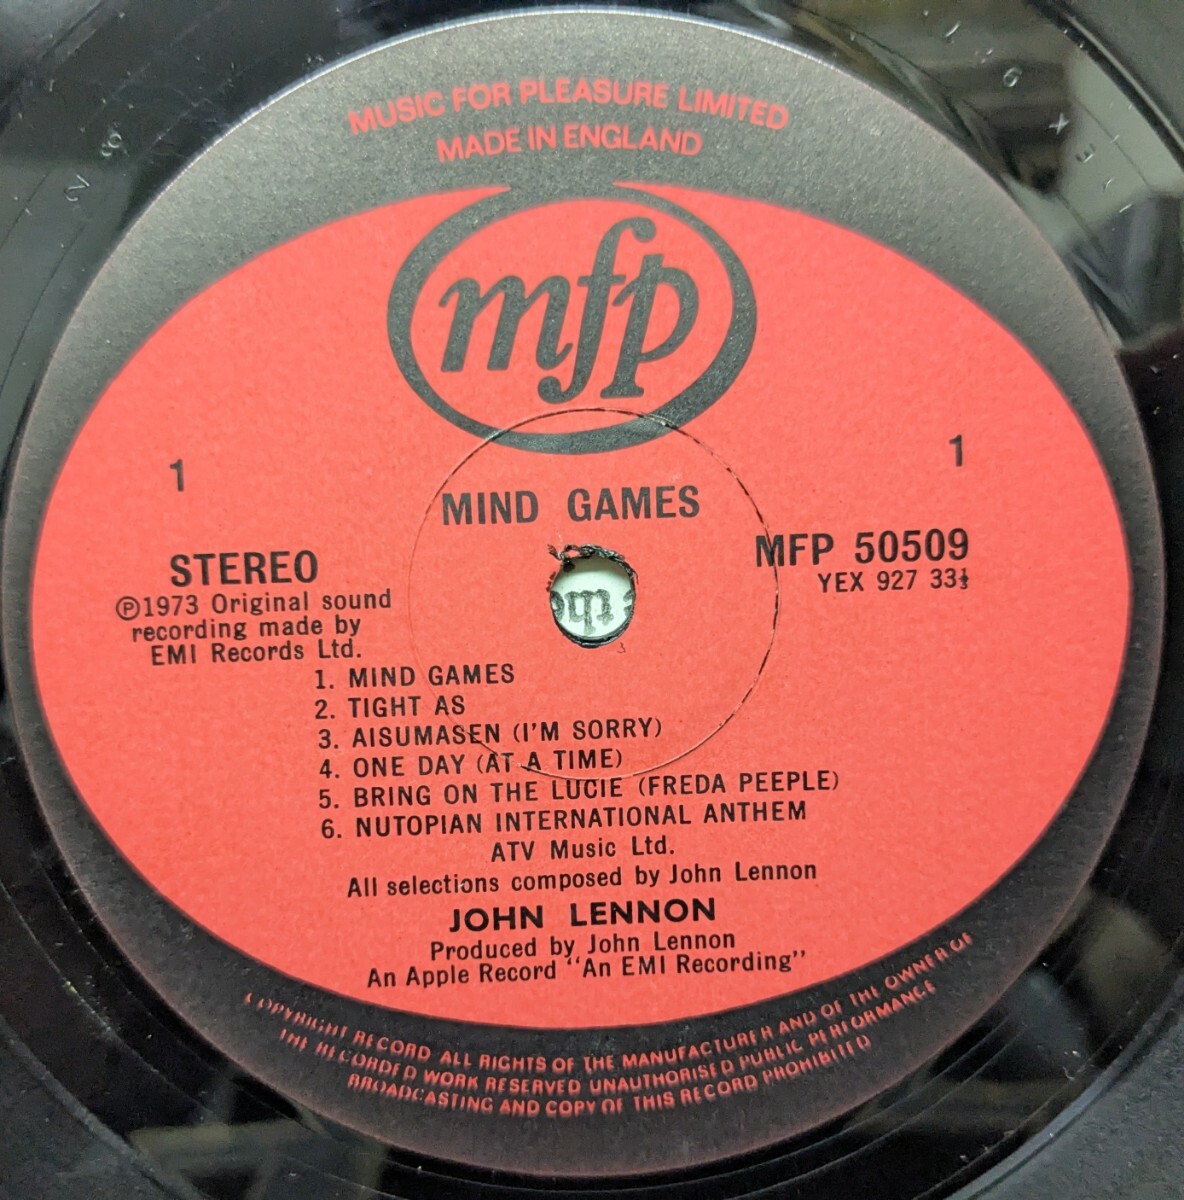 MUSIC FOR PLEASURE LIMITED
MADE IN ENGLAND
mfp
1
1
MIND GAMES
STEREO
℗1973 Original sound
recording made by
EMI Records Ltd.
MFP 50509
YEX 927 33⅓
1. MIND GAMES
2. TIGHT AS
3. AISUMASEN (I'M SORRY)
4. ONE DAY (AT A TIME)
5. BRING ON THE LUCIE (FREDA PEEPLE)
6. NUTOPIAN INTERNATIONAL ANTHEM
ATV Music Ltd.
All selections composed by John Lennon
JOHN LENNON
Produced by John Lennon
An Apple Record "An EMI Recording"
COPYRIGHT RECORD ALL RIGHTS OF THE MANUFACTURER AND OF THE OWNER OF
THE RECORDED WORK RESERVED UNAUTHORISED PUBLIC PERFORMANCE
BROADCASTING AND COPY OF THIS RECORD PROHIBITED